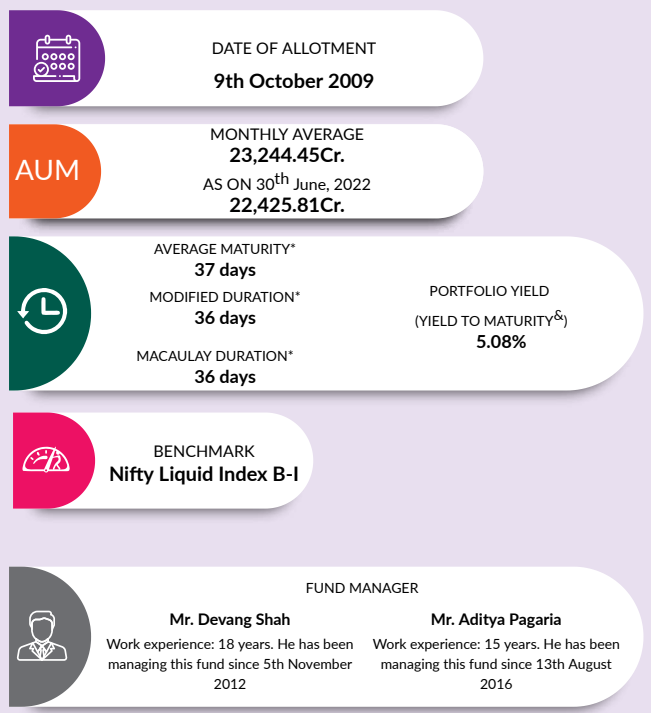 DATE OF ALLOTMENT
9th October 2009
AUM
MONTHLY AVERAGE
23,244.45Cr.
AS ON 30th June, 2022
22,425.81Cr.
AVERAGE MATURITY*
37 days
MODIFIED DURATION*
36 days
MACAULAY DURATION*
36 days
PORTFOLIO YIELD
(YIELD TO MATURITY&)
5.08%
BENCHMARK
Nifty Liquid Index B-I
FUND MANAGER
Mr. Devang Shah
Work experience: 18 years. He has been
managing this fund since 5th November
2012
Mr. Aditya Pagaria
Work experience: 15 years. He has been
managing this fund since 13th August
2016